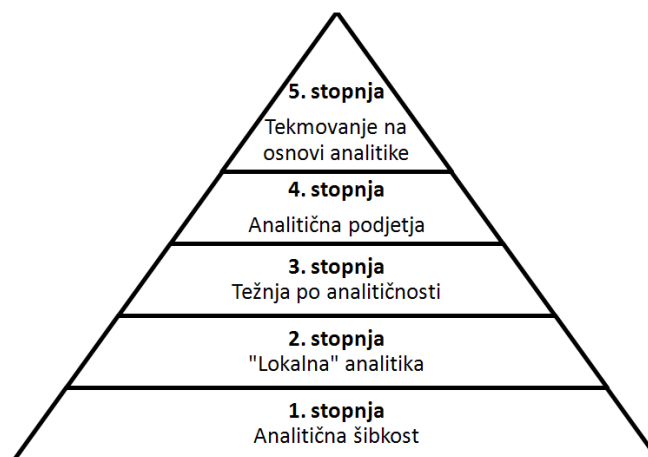 5. stopnja
Tekmovanje na
osnovi analitike
4. stopnja
Analitična podjetja
3. stopnja
Težnja po analitičnosti
2. stopnja
"Lokalna" analitika
1. stopnja
Analitična šibkost